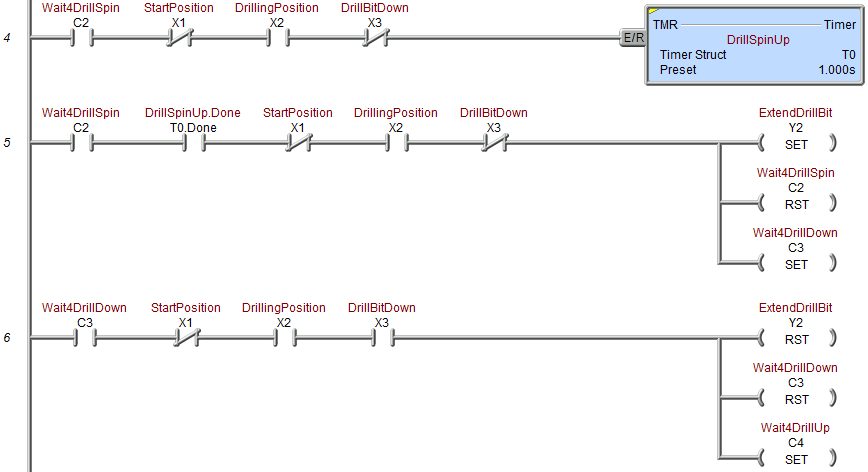 Wait4DrillSpin StartPosition DrillingPosition DrillBitDown
C2 X1 X2 X3
4
E/R
TMR Timer
DrillSpinUp
Timer Struct T0
Preset 1.000s
Wait4DrillSpin DrillSpinUp.Done StartPosition DrillingPosition DrillBitDown ExtendDrillBit
C2 T0.Done X1 X2 X3 Y2
5
SET
Wait4DrillSpin
C2
RST
Wait4DrillDown
C3
SET
Wait4DrillDown StartPosition DrillingPosition DrillBitDown ExtendDrillBit
C3 X1 X2 X3 Y2
6
RST
Wait4DrillDown
C3
RST
Wait4DrillUp
C4
SET